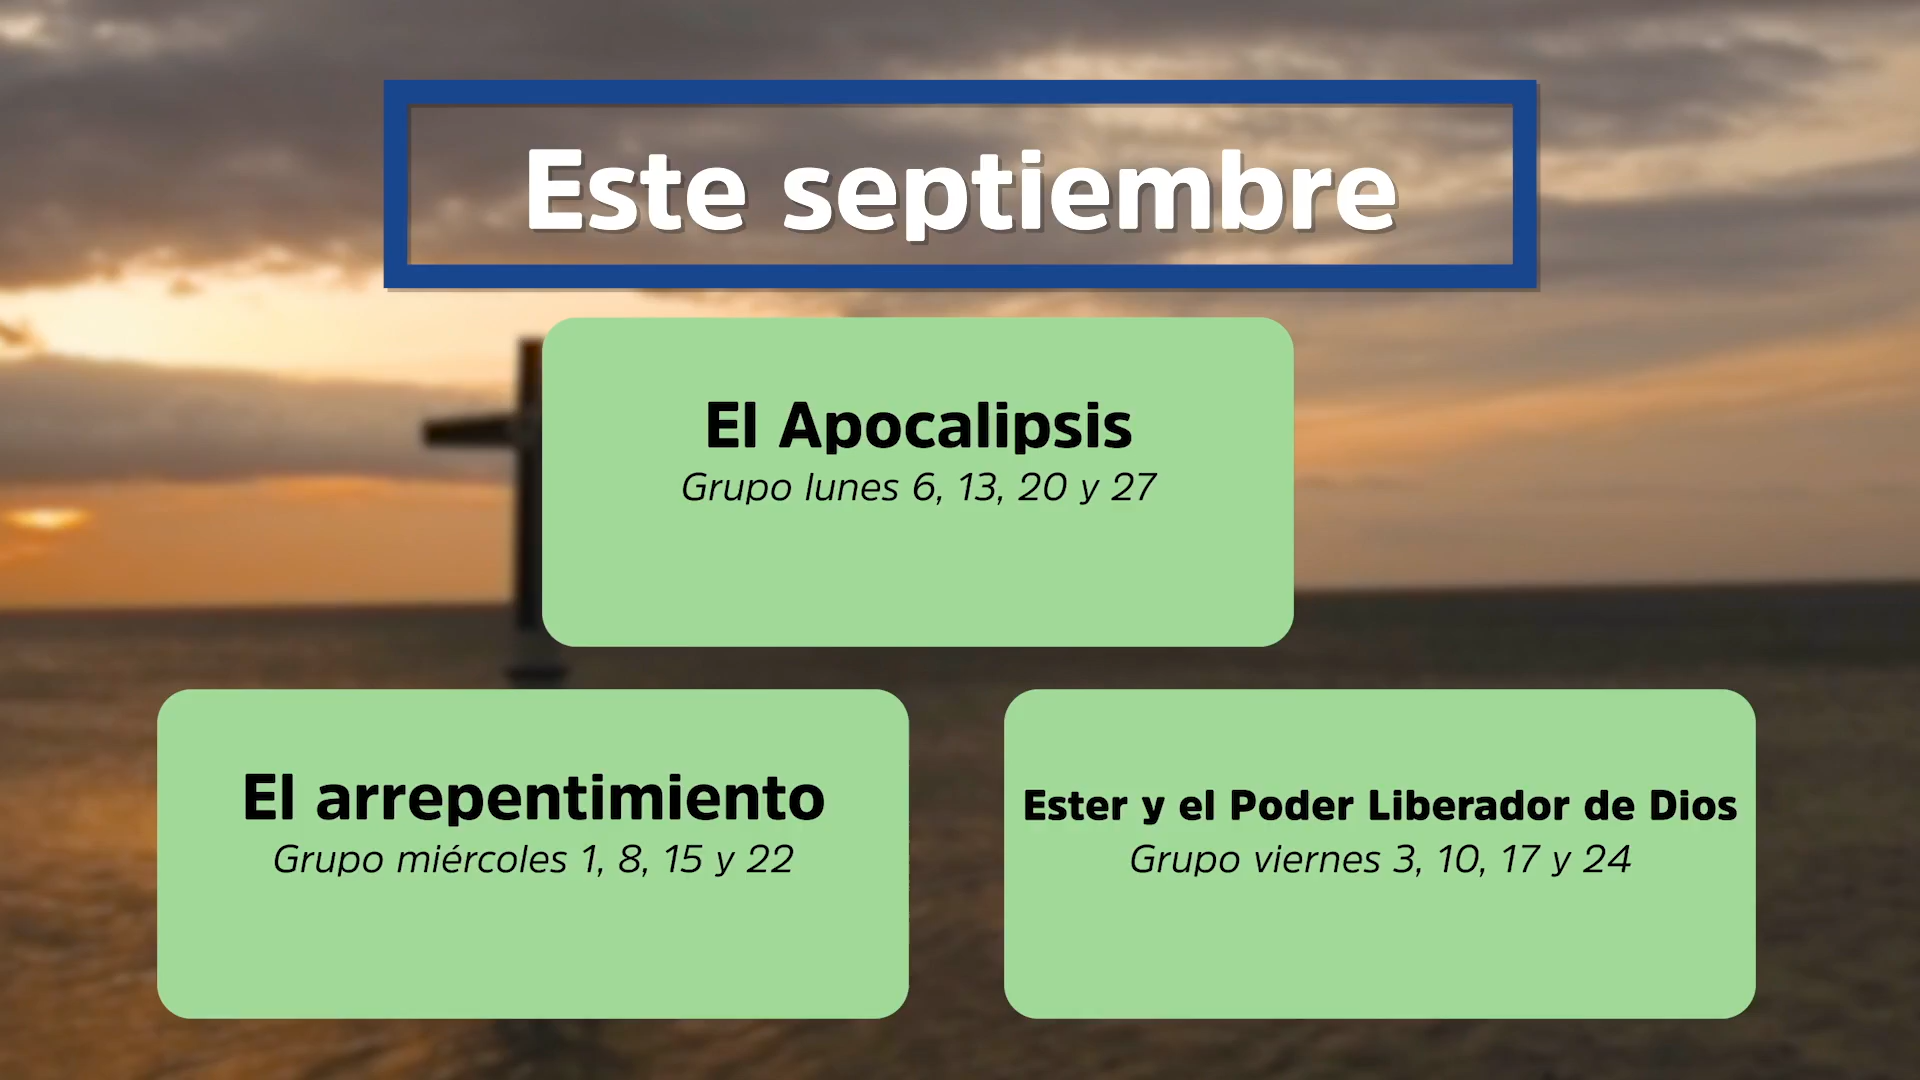 Este septiembre
El Apocalipsis
Grupo lunes 6, 13, 20 y 27
El arrepentimiento
Grupo miércoles 1, 8, 15 y 22
Ester y el Poder Liberador de Dios
Grupo viernes 3, 10, 17 y 24